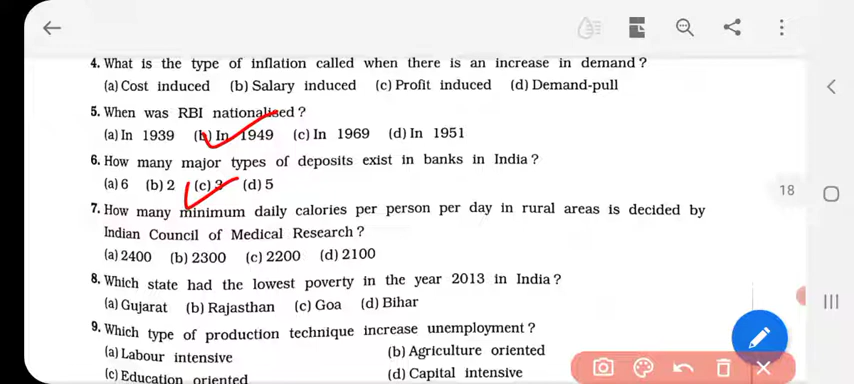 4. What is the type of inflation called when there is an increase in demand ?
(a) Cost induced (b) Salary induced (c) Profit induced (d) Demand-pull
5. When was RBI nationalised ?
(a) In 1939 (b) In 1949 (c) In 1969 (d) In 1951
6. How many major types of deposits exist in banks in India ?
(a) 6 (b) 2 (c) 3 (d) 5
18
7. How many minimum daily calories per person per day in rural areas is decided by
Indian Council of Medical Research ?
(a) 2400 (b) 2300 (c) 2200 (d) 2100
8. Which state had the lowest poverty in the year 2013 in India ?
(a) Gujarat (b) Rajasthan (c) Goa (d) Bihar
9. Which type of production technique increase unemployment ?
(a) Labour intensive (b) Agriculture oriented
(c) Education oriented (d) Capital intensive